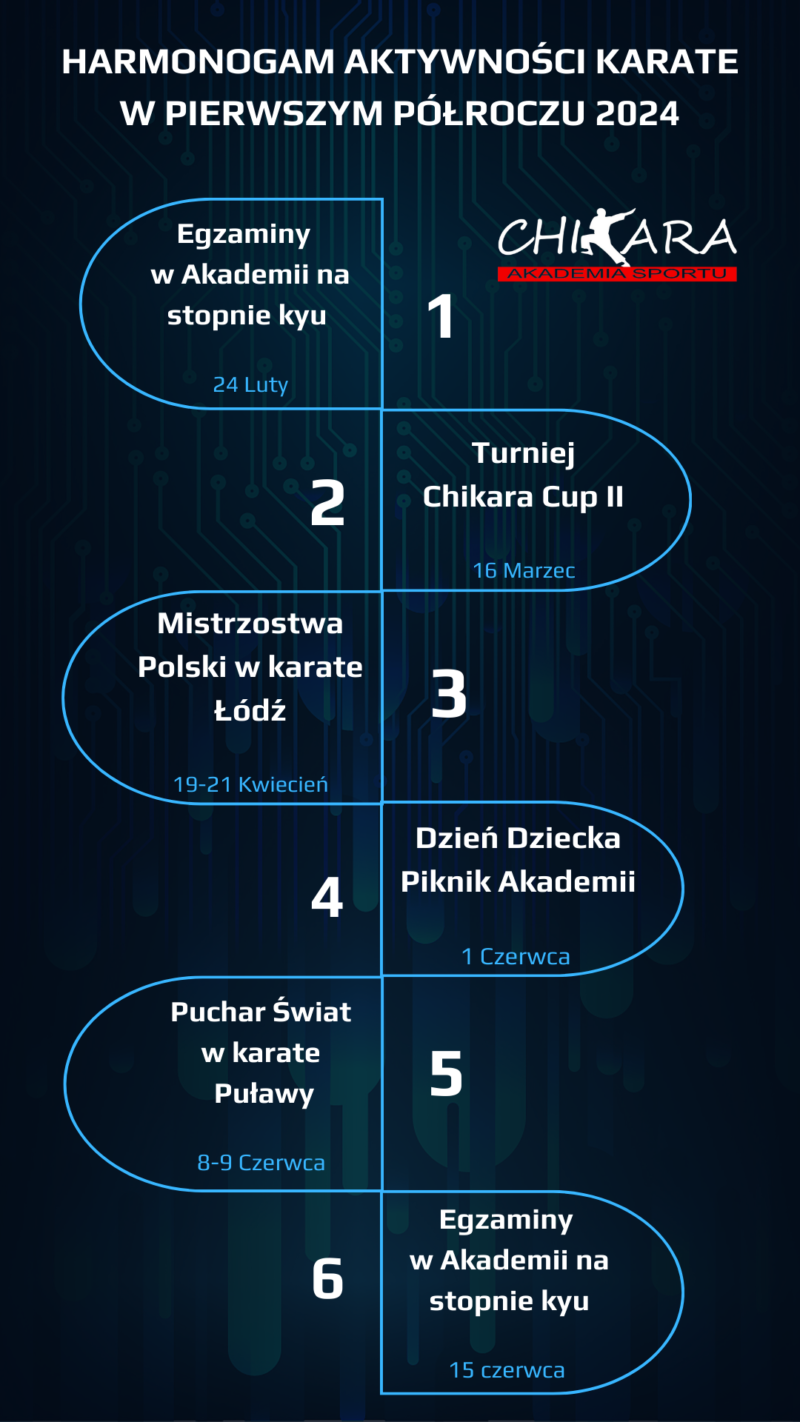 HARMONOGAM AKTYWNOŚCI KARATE
W PIERWSZYM PÓŁROCZU 2024
CHIKARA
AKADEMIA SPORTU
Egzaminy
w Akademii na
stopnie kyu
24 Luty
1
Turniej
Chikara Cup II
16 Marzec
2
Mistrzostwa
Polski w karate
Łódź
19-21 Kwiecień
3
Dzień Dziecka
Piknik Akademii
1 Czerwca
4
Puchar Świat
w karate
Puławy
8-9 Czerwca
5
Egzaminy
w Akademii na
stopnie kyu
15 czerwca
6